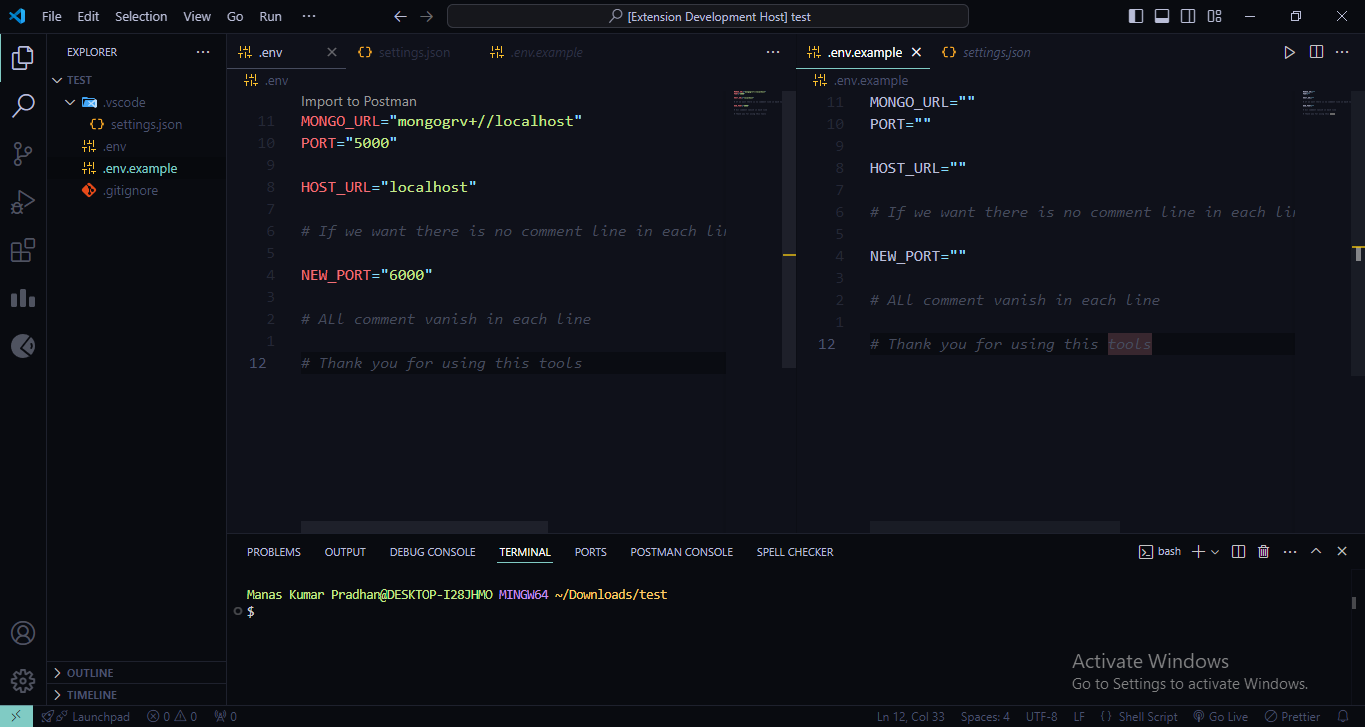 File Edit Selection View Go Run ··· [Extension Development Host] test
EXPLORER ···
TEST
.vscode
settings.json
.env
.env.example
.gitignore
OUTLINE
TIMELINE
.env settings.json .env.example ···
.env
Import to Postman
11 MONGO_URL="mongogrv+//localhost"
10 PORT="5000"
9
8 HOST_URL="localhost"
7
6 # If we want there is no comment line in each lin
5
4 NEW_PORT="6000"
3
2 # ALl comment vanish in each line
1
12 # Thank you for using this tools
.env.example settings.json ···
.env.example
11 MONGO_URL=""
10 PORT=""
9
8 HOST_URL=""
7
6 # If we want there is no comment line in each lin
5
4 NEW_PORT=""
3
2 # ALl comment vanish in each line
1
12 # Thank you for using this tools
PROBLEMS OUTPUT DEBUG CONSOLE TERMINAL PORTS POSTMAN CONSOLE SPELL CHECKER bash ···
Manas Kumar Pradhan@DESKTOP-I28JHMO MINGW64 ~/Downloads/test
$
Activate Windows
Go to Settings to activate Windows.
Launchpad 0 0 0 Ln 12, Col 33 Spaces: 4 UTF-8 LF {} Shell Script Go Live Prettier